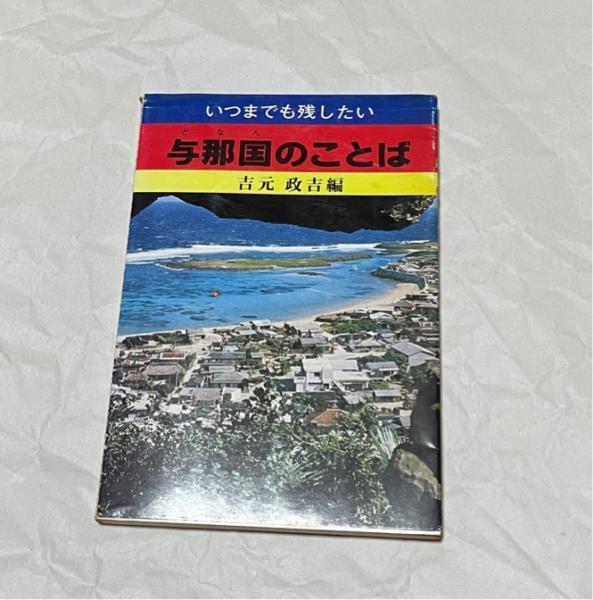 いつまでも残したい
どなん
与那国のことば
吉元 政吉編